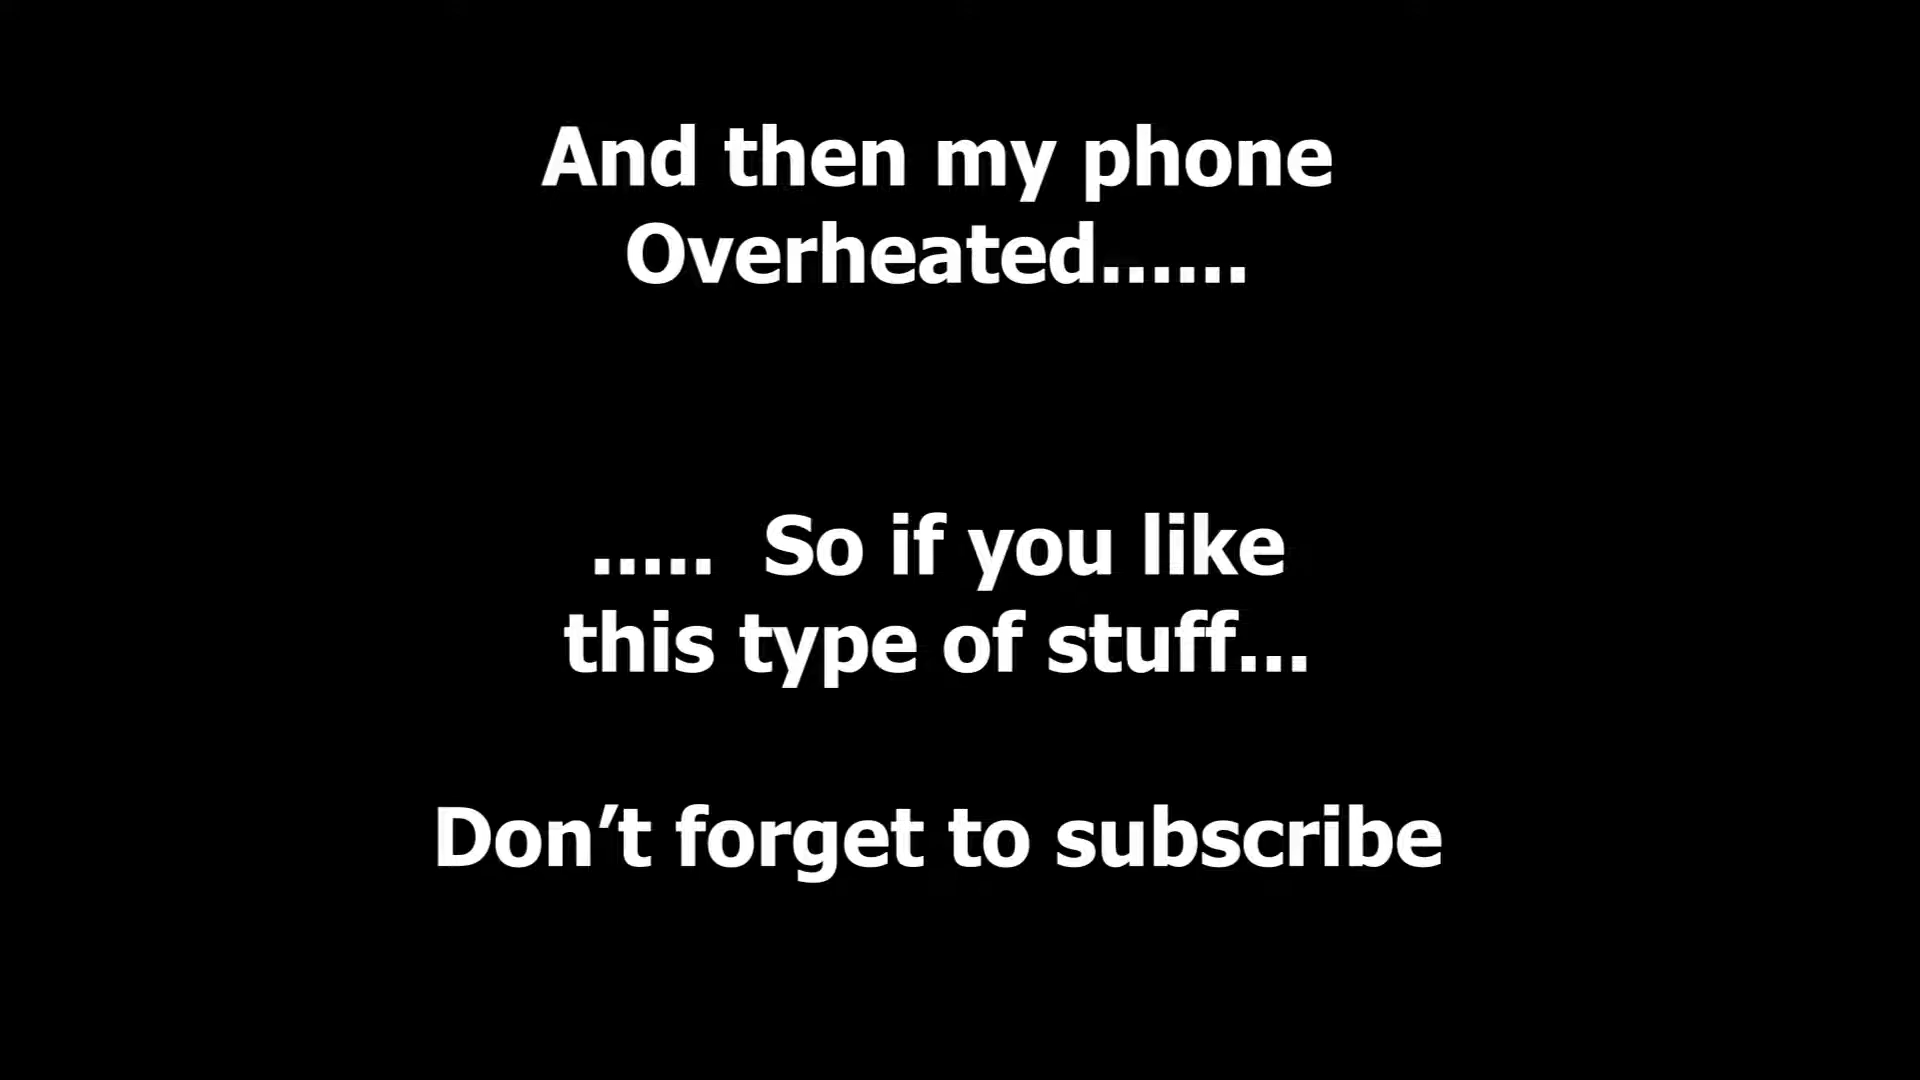 And then my phone
Overheated......
.....  So if you like
this type of stuff...
Don’t forget to subscribe